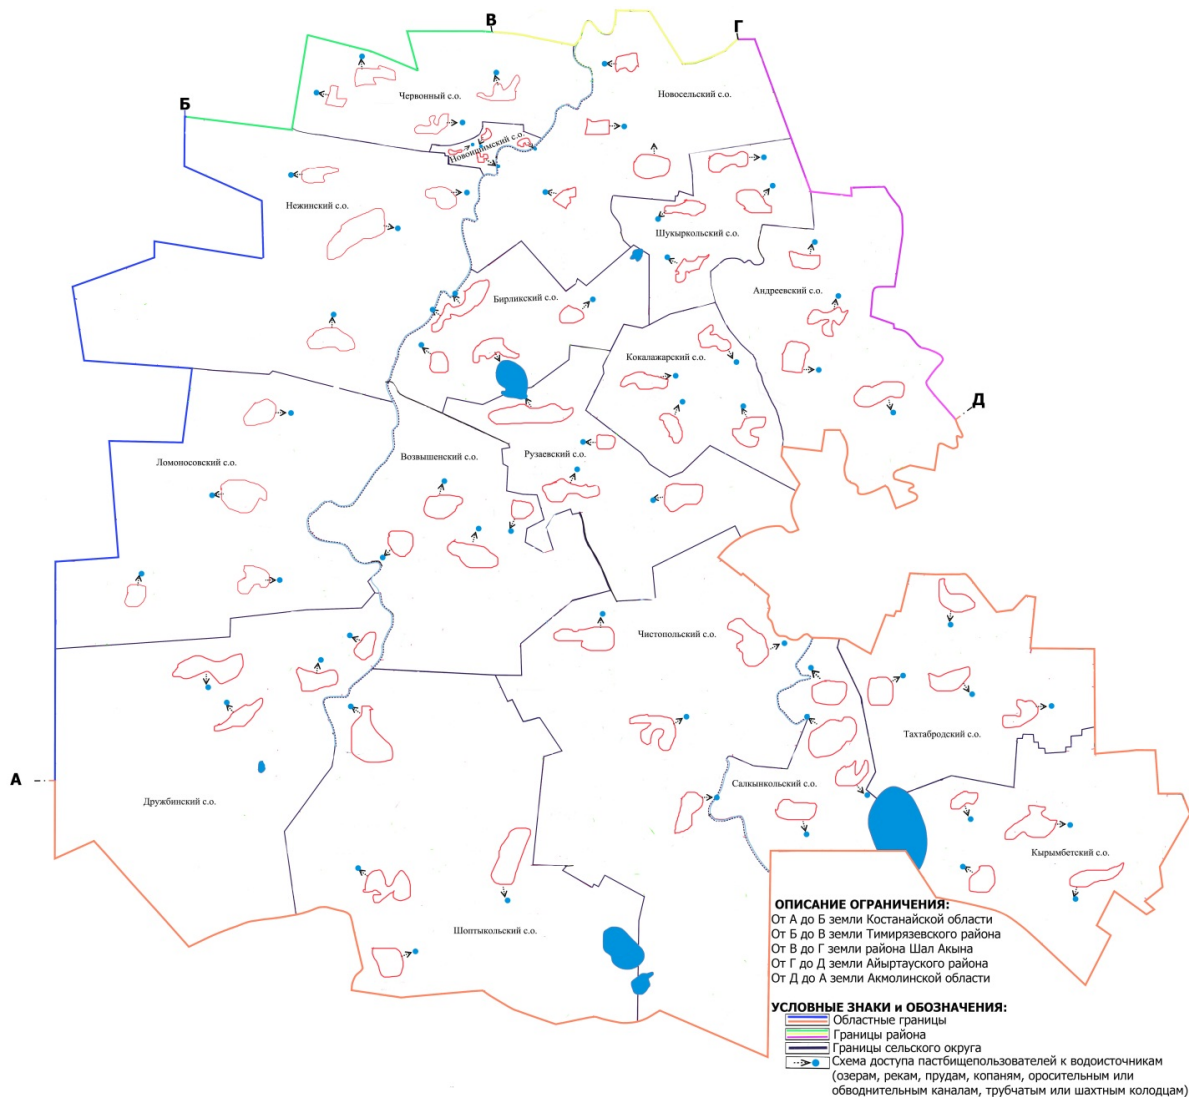 В
Г
Б
Червонный с.о.
Новосельский с.о.
Новоишимский с.о.
Нежинский с.о.
Шукыркольский с.о.
Андреевский с.о.
Бирликский с.о.
Кокалажарский с.о.
Д
Ломоносовский с.о.
Возвышенский с.о.
Рузаевский с.о.
Чистопольский с.о.
Тахтабродский с.о.
А
Дружбинский с.о.
Салкынкольский с.о.
Кырымбетский с.о.
Шоптыкольский с.о.
ОПИСАНИЕ ОГРАНИЧЕНИЯ:
От А до Б земли Костанайской области
От Б до В земли Тимирязевского района
От В до Г земли района Шал Акына
От Г до Д земли Айыртауского района
От Д до А земли Акмолинской области
УСЛОВНЫЕ ЗНАКИ и ОБОЗНАЧЕНИЯ:
Областные границы
Границы района
Границы сельского округа
Схема доступа пастбищепользователей к водоисточникам
(озерам, рекам, прудам, копаням, оросительным или
обводнительным каналам, трубчатым или шахтным колодцам)